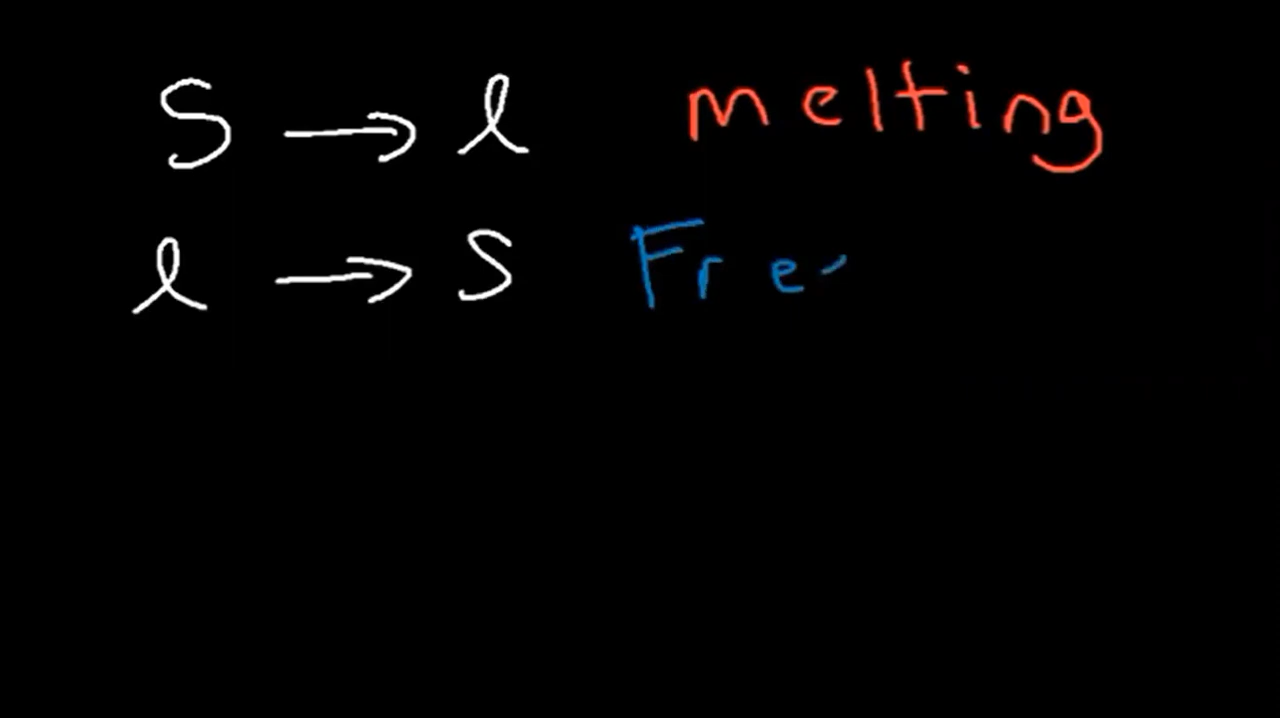 S → l melting
l → S Fre